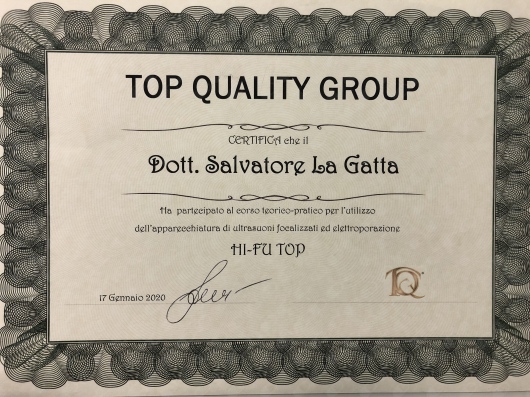 TOP QUALITY GROUP
CERTIFICA che il
Dott. Salvatore La Gatta
Ha partecipato al corso teorico-pratico per l'utilizzo
dell'apparecchiatura di ultrasuoni focalizzati ed elettroporazione
HI-FU TOP
17 Gennaio 2020
TQ